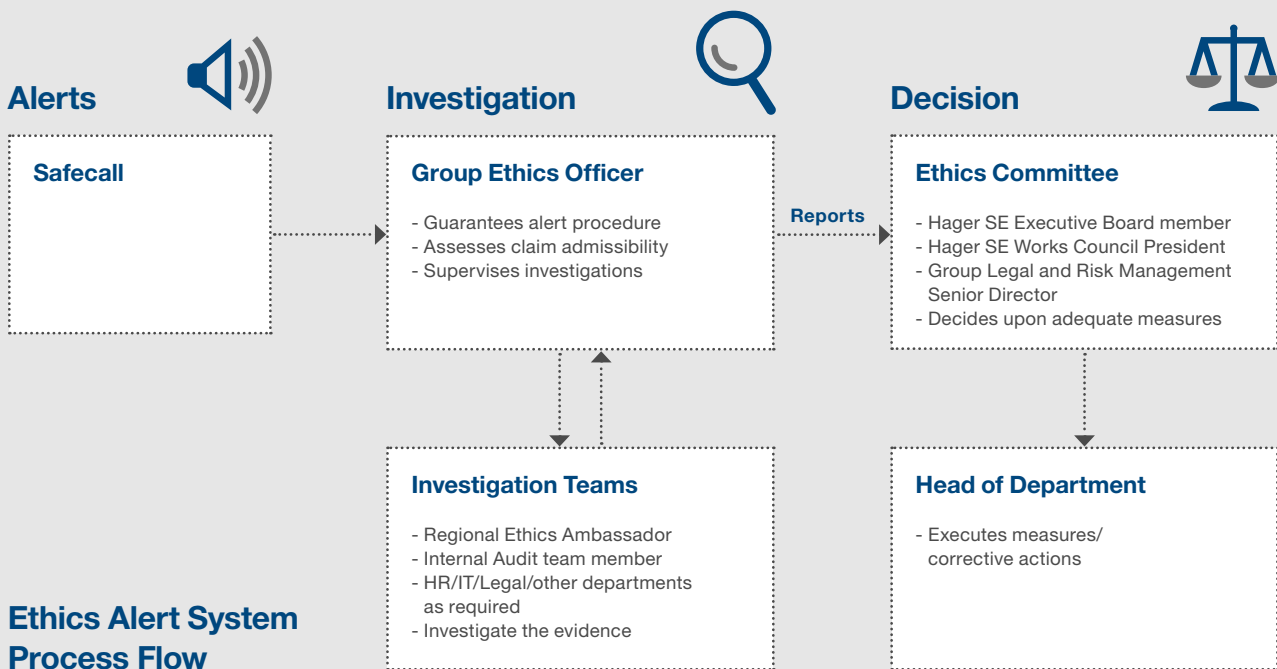 Alerts
Safecall
Investigation
Group Ethics Officer
- Guarantees alert procedure
- Assesses claim admissibility
- Supervises investigations
Reports
Decision
Ethics Committee
- Hager SE Executive Board member
- Hager SE Works Council President
- Group Legal and Risk Management
Senior Director
- Decides upon adequate measures
Investigation Teams
- Regional Ethics Ambassador
- Internal Audit team member
- HR/IT/Legal/other departments
as required
- Investigate the evidence
Head of Department
- Executes measures/
corrective actions
Ethics Alert System
Process Flow